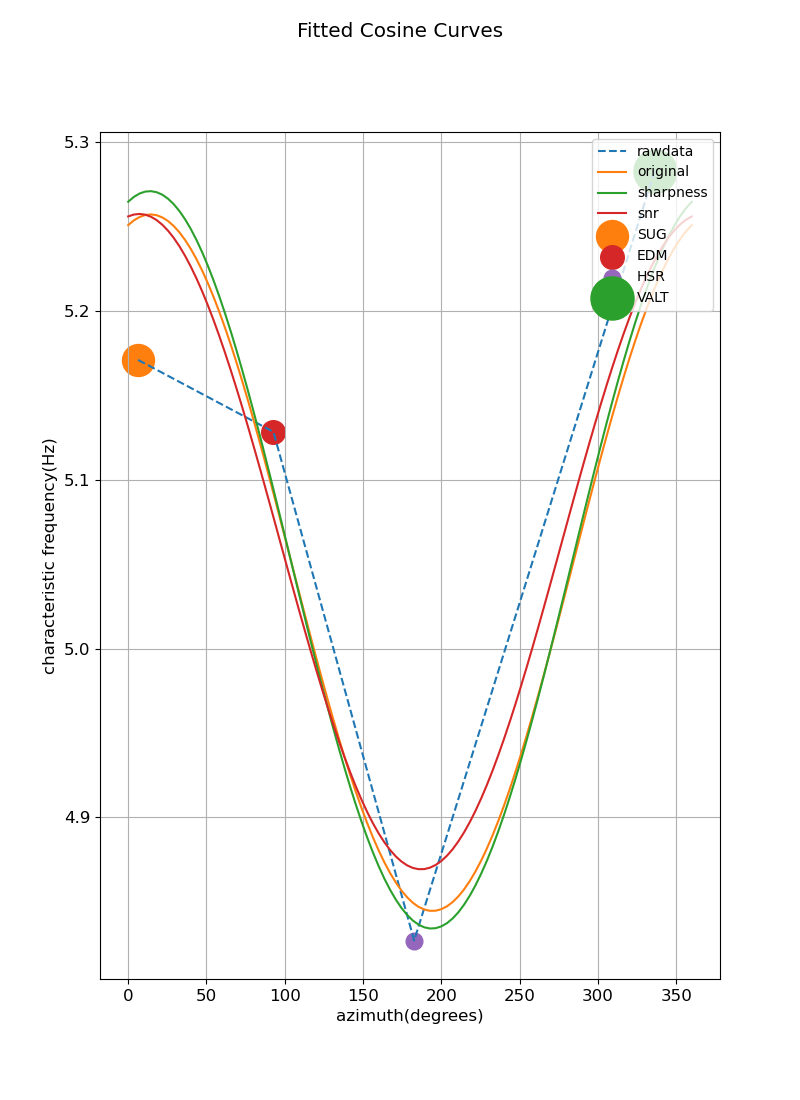 Fitted Cosine Curves
5.3
5.2
5.1
5.0
4.9
characteristic frequency(Hz)
rawdata
original
sharpness
snr
SUG
EDM
HSR
VALT
0 50 100 150 200 250 300 350
azimuth(degrees)